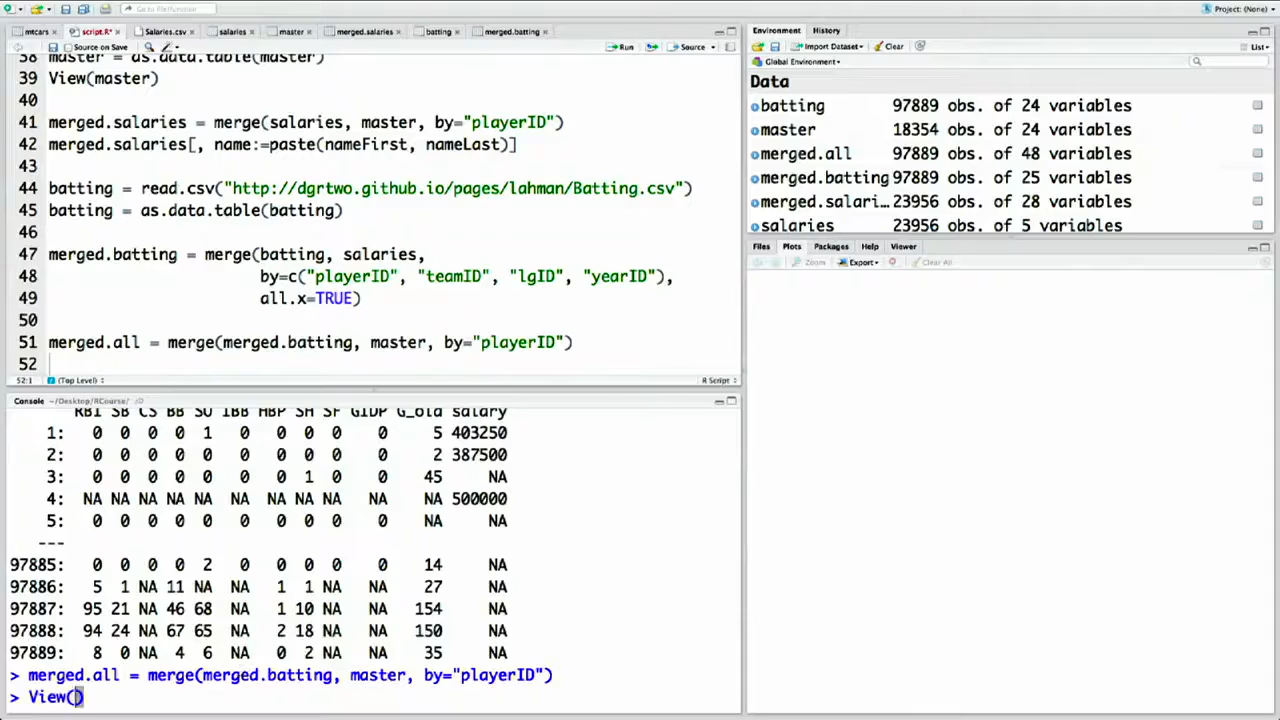 Go to file/function
Project: (None)
mtcars
script.R*
Salaries.csv
salaries
master
merged.salaries
batting
merged.batting
Source on Save
Run
Source
38 master = as.data.table(master)
39 View(master)
40
41 merged.salaries = merge(salaries, master, by="playerID")
42 merged.salaries[, name:=paste(nameFirst, nameLast)]
43
44 batting = read.csv("http://dgrtwo.github.io/pages/lahman/Batting.csv")
45 batting = as.data.table(batting)
46
47 merged.batting = merge(batting, salaries,
48 by=c("playerID", "teamID", "lgID", "yearID"),
49 all.x=TRUE)
50
51 merged.all = merge(merged.batting, master, by="playerID")
52
52:1 (Top Level)
R Script
Console ~/Desktop/RCourse/
RBI SB CS BB SO IBB HBP SH SF GIDP G_old salary
1: 0 0 0 0 1 0 0 0 0 0 5 403250
2: 0 0 0 0 0 0 0 0 0 0 2 387500
3: 0 0 0 0 0 0 0 1 0 0 45 NA
4: NA NA NA NA NA NA NA NA NA NA NA 500000
5: 0 0 0 0 0 0 0 0 0 0 NA NA
---
97885: 0 0 0 0 2 0 0 0 0 0 14 NA
97886: 5 1 NA 11 NA NA 1 1 NA NA 27 NA
97887: 95 21 NA 46 68 NA 1 10 NA NA 154 NA
97888: 94 24 NA 67 65 NA 2 18 NA NA 150 NA
97889: 8 0 NA 4 6 NA 0 2 NA NA 35 NA
> merged.all = merge(merged.batting, master, by="playerID")
> View()
Environment History
Import Dataset
Clear
List
Global Environment
Data
batting 97889 obs. of 24 variables
master 18354 obs. of 24 variables
merged.all 97889 obs. of 48 variables
merged.batting 97889 obs. of 25 variables
merged.salari… 23956 obs. of 28 variables
salaries 23956 obs. of 5 variables
Files Plots Packages Help Viewer
Zoom
Export
Clear All